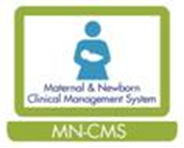 Maternal & Newborn
Clinical Management System
MN-CMS